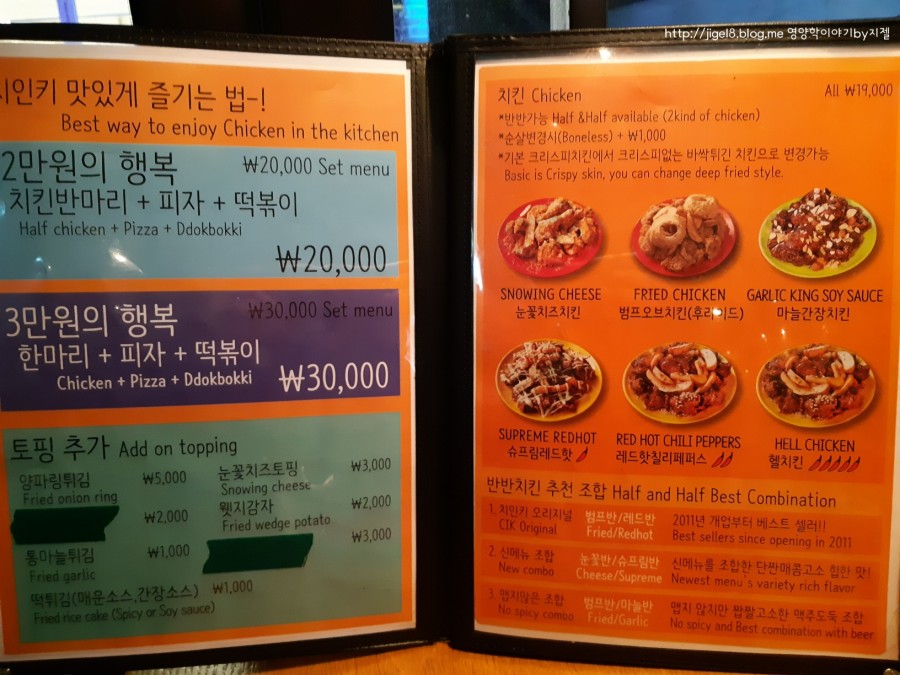 http://jigel8.blog.me 영양학이야기by지젤
치인키 맛있게 즐기는 법-!
Best way to enjoy Chicken in the kitchen
2만원의 행복 ₩20,000 Set menu
치킨반마리 + 피자 + 떡볶이
Half chicken + Pizza + Ddokbokki
₩20,000
3만원의 행복 ₩30,000 Set menu
한마리 + 피자 + 떡볶이
Chicken + Pizza + Ddokbokki ₩30,000
토핑 추가 Add on topping
양파링튀김 ₩5,000
Fried onion ring
₩2,000
통마늘튀김 ₩1,000
Fried garlic
떡튀김(매운소스,간장소스) ₩1,000
Fried rice cake (Spicy or Soy sauce)
눈꽃치즈토핑 ₩3,000
Snowing cheese
웻지감자 ₩2,000
Fried wedge potato
₩3,000
치킨 Chicken All ₩19,000
*반반가능 Half &Half available (2kind of chicken)
*순살변경시(Boneless) + ₩1,000
*기본 크리스피치킨에서 크리스피없는 바싹튀긴 치킨으로 변경가능
Basic is Crispy skin, you can change deep fried style.
SNOWING CHEESE
눈꽃치즈치킨
FRIED CHICKEN
범프오브치킨(후라이드)
GARLIC KING SOY SAUCE
마늘간장치킨
SUPREME REDHOT
슈프림레드핫
RED HOT CHILI PEPPERS
레드핫칠리페퍼스
HELL CHICKEN
헬치킨
반반치킨 추천 조합 Half and Half Best Combination
1. 치인키 오리지널 범프반/레드반 2011년 개업부터 베스트 셀러!!
CIK Original Fried/Redhot Best sellers since opening in 2011
2. 신메뉴 조합 눈꽃반/슈프림반 신메뉴를 조합한 단짠매콤고소 힙한 맛!
New combo Cheese/Supreme Newest menu`s variety rich flavor
3. 맵지않은 조합 범프반/마늘반 맵지 않지만 짭짤고소한 맥주도둑 조합
No spicy combo Fried/Garlic No spicy and Best combination with beer